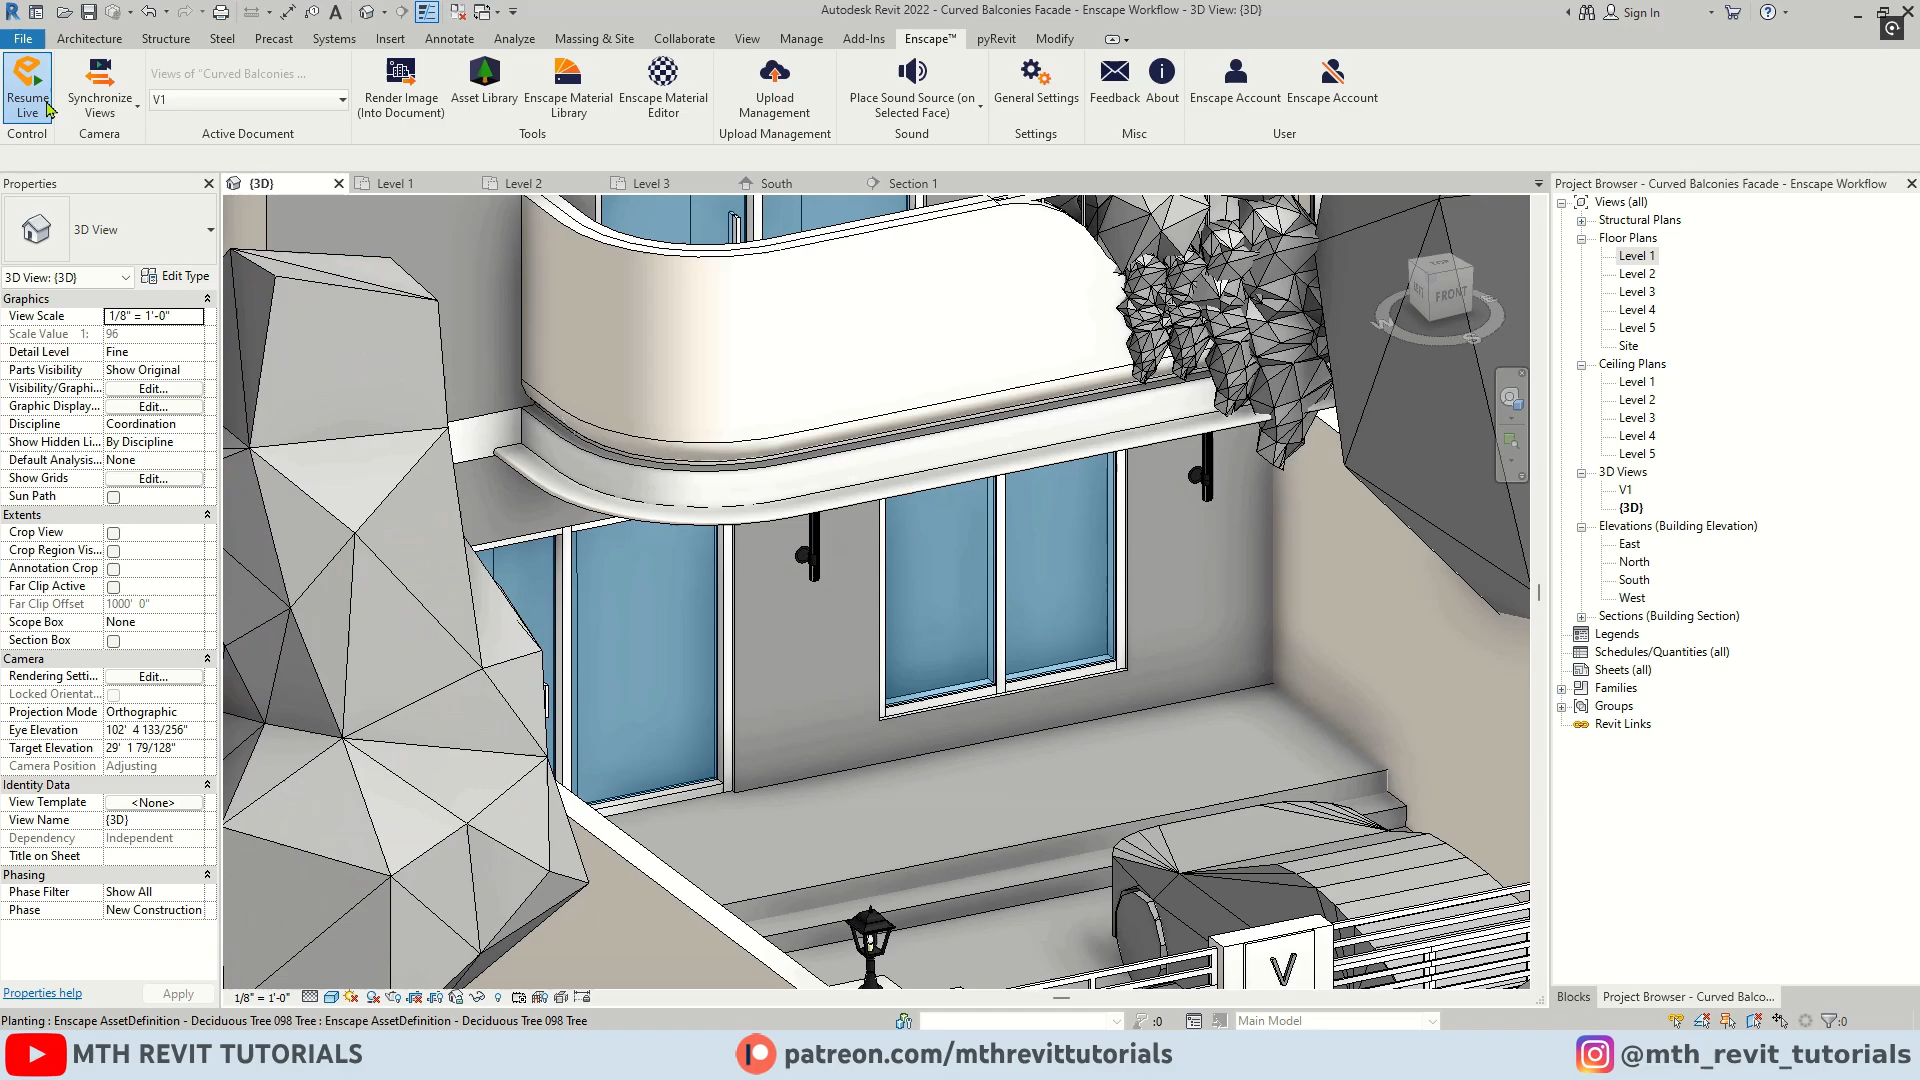 Autodesk Revit 2022 - Curved Balconies Facade - Enscape Workflow - 3D View: {3D}
Sign In
File Architecture Structure Steel Precast Systems Insert Annotate Analyze Massing & Site Collaborate View Manage Add-Ins Enscape™ pyRevit Modify
Resume Live
Synchronize Views
Views of "Curved Balconies ...
V1
Render Image (Into Document)
Asset Library
Enscape Material Library
Enscape Material Editor
Upload Management
Place Sound Source (on Selected Face)
General Settings
Feedback
About
Enscape Account
Enscape Account
Control Camera Active Document Tools Upload Management Sound Settings Misc User
Properties
{3D} Level 1 Level 2 Level 3 South Section 1
Project Browser - Curved Balconies Facade - Enscape Workflow
3D View
3D View: {3D} Edit Type
Graphics
View Scale 1/8" = 1'-0"
Scale Value 1: 96
Detail Level Fine
Parts Visibility Show Original
Visibility/Graphi... Edit...
Graphic Display... Edit...
Discipline Coordination
Show Hidden Li... By Discipline
Default Analysis... None
Show Grids Edit...
Sun Path
Extents
Crop View
Crop Region Vis...
Annotation Crop
Far Clip Active
Far Clip Offset 1000' 0"
Scope Box None
Section Box
Camera
Rendering Setti... Edit...
Locked Orientat...
Projection Mode Orthographic
Eye Elevation 102' 4 133/256"
Target Elevation 29' 1 79/128"
Camera Position Adjusting
Identity Data
View Template <None>
View Name {3D}
Dependency Independent
Title on Sheet
Phasing
Phase Filter Show All
Phase New Construction
Properties help Apply
TOP
LEFT FRONT
W S
V
Views (all)
Structural Plans
Floor Plans
Level 1
Level 2
Level 3
Level 4
Level 5
Site
Ceiling Plans
Level 1
Level 2
Level 3
Level 4
Level 5
3D Views
V1
{3D}
Elevations (Building Elevation)
East
North
South
West
Sections (Building Section)
Legends
Schedules/Quantities (all)
Sheets (all)
Families
Groups
Revit Links
1/8" = 1'-0"
Blocks Project Browser - Curved Balco...
Planting : Enscape AssetDefinition - Deciduous Tree 098 Tree : Enscape AssetDefinition - Deciduous Tree 098 Tree
:0
Main Model
:0
MTH REVIT TUTORIALS
patreon.com/mthrevittutorials
@mth_revit_tutorials